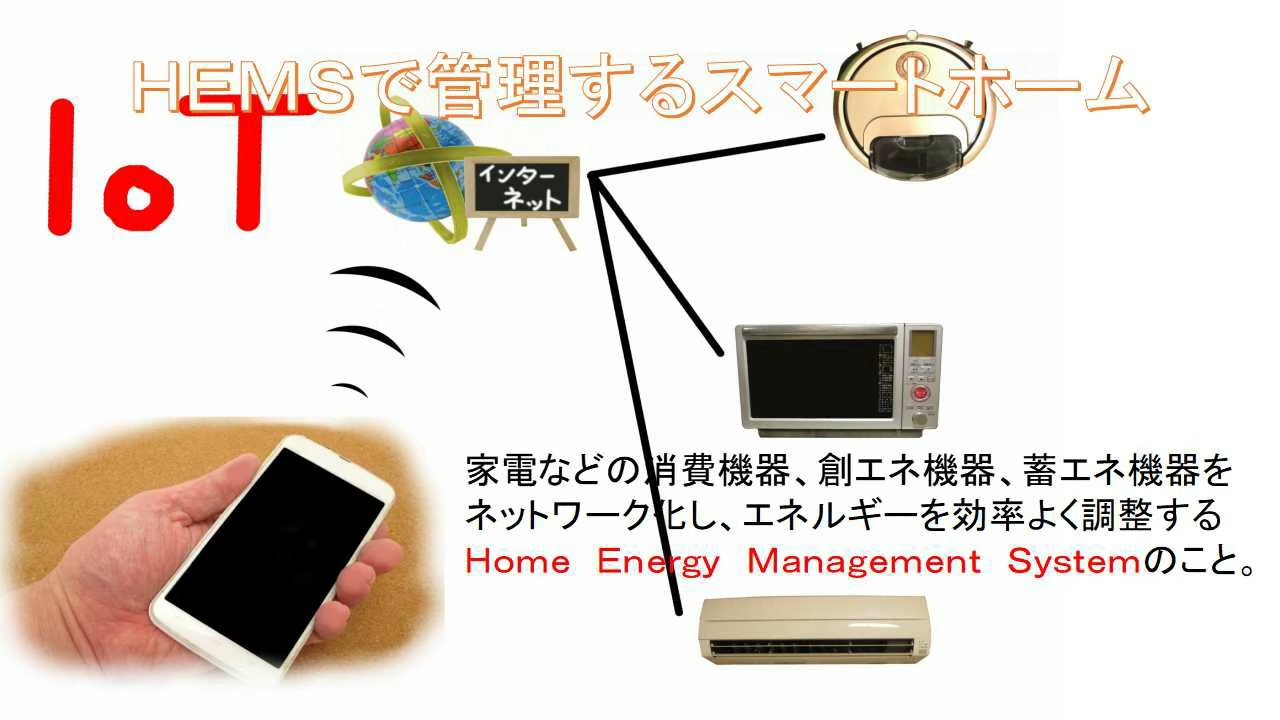 HEMSで管理するスマートホーム
IoT
インター
ネット
家電などの消費機器、創エネ機器、蓄エネ機器を
ネットワーク化し、エネルギーを効率よく調整する
Home Energy Management Systemのこと。